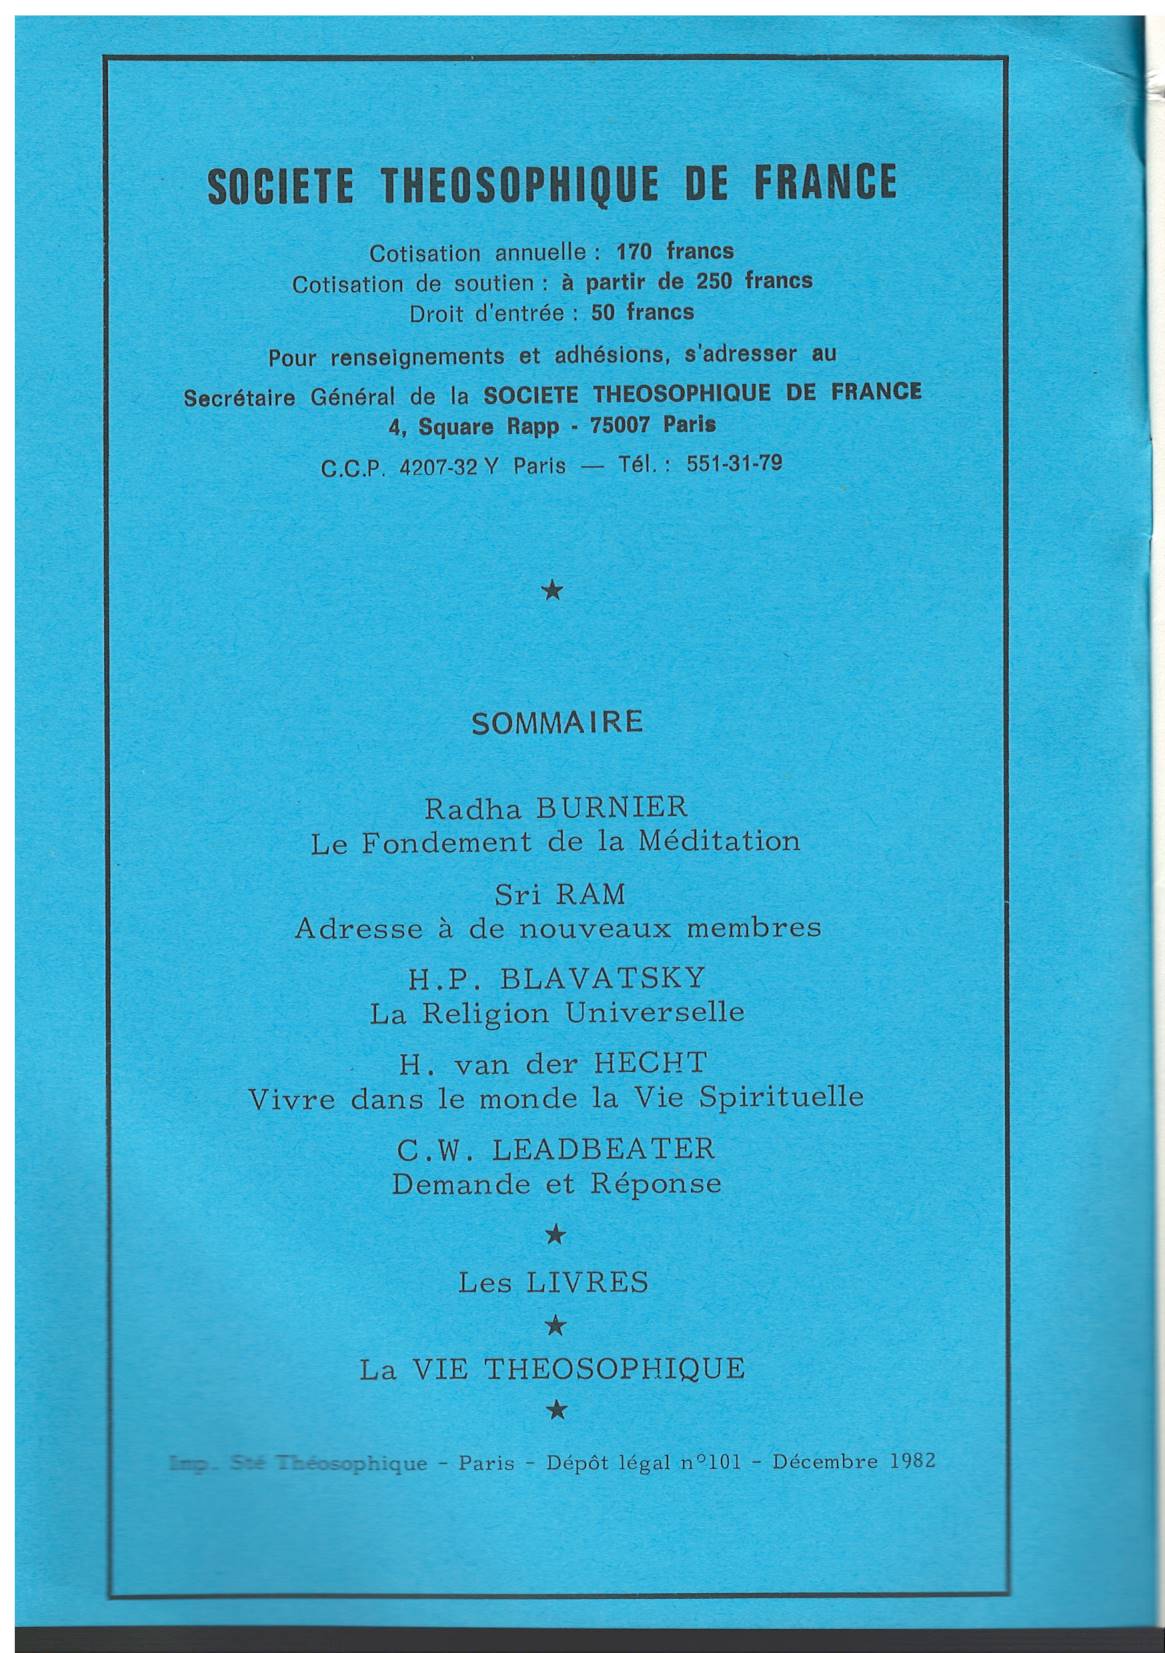 SOCIETE THEOSOPHIQUE DE FRANCE
Cotisation annuelle : 170 francs
Cotisation de soutien : à partir de 250 francs
Droit d'entrée : 50 francs
Pour renseignements et adhésions, s'adresser au
Secrétaire Général de la SOCIETE THEOSOPHIQUE DE FRANCE
4, Square Rapp - 75007 Paris
C.C.P. 4207-32 Y Paris — Tél. : 551-31-79
★
SOMMAIRE
Radha BURNIER
Le Fondement de la Méditation
Sri RAM
Adresse à de nouveaux membres
H.P. BLAVATSKY
La Religion Universelle
H. van der HECHT
Vivre dans le monde la Vie Spirituelle
C.W. LEADBEATER
Demande et Réponse
★
Les LIVRES
★
La VIE THEOSOPHIQUE
★
Imp. Sté Théosophique - Paris - Dépôt légal n°101 - Décembre 1982